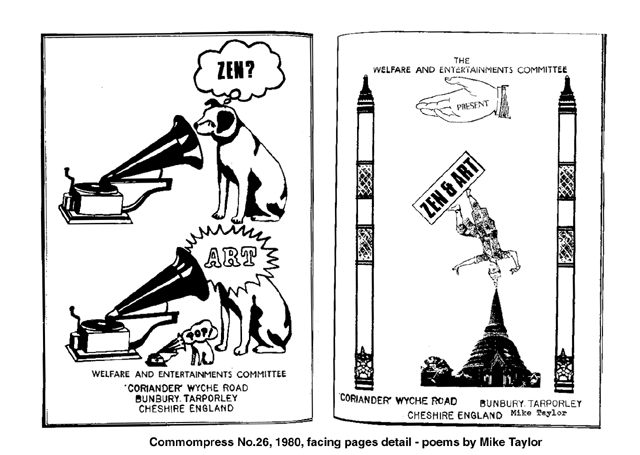 ZEN?
ART
POP!
WELFARE AND ENTERTAINMENTS COMMITTEE
'CORIANDER' WYCHE ROAD
BUNBURY. TARPORLEY
CHESHIRE ENGLAND
THE
WELFARE AND ENTERTAINMENTS COMMITTEE
PRESENT
ZEN & ART
'CORIANDER' WYCHE ROAD
BUNBURY. TARPORLEY
CHESHIRE ENGLAND
Mike Taylor
Commompress No.26, 1980, facing pages detail - poems by Mike Taylor